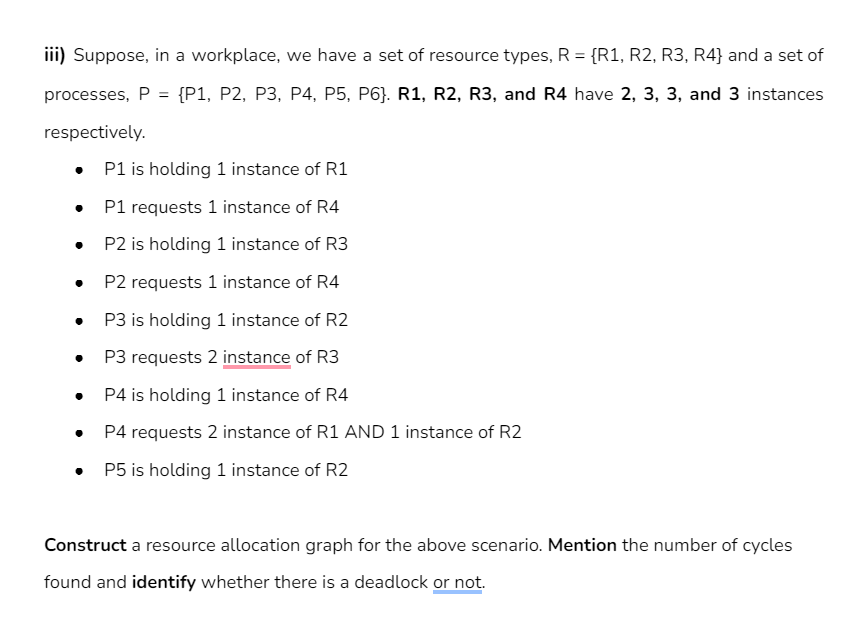 iii) Suppose, in a workplace, we have a set of resource types, R = {R1, R2, R3, R4} and a set of
processes, P = {P1, P2, P3, P4, P5, P6}. R1, R2, R3, and R4 have 2, 3, 3, and 3 instances
respectively.
• P1 is holding 1 instance of R1
• P1 requests 1 instance of R4
• P2 is holding 1 instance of R3
• P2 requests 1 instance of R4
• P3 is holding 1 instance of R2
• P3 requests 2 instance of R3
• P4 is holding 1 instance of R4
• P4 requests 2 instance of R1 AND 1 instance of R2
• P5 is holding 1 instance of R2
Construct a resource allocation graph for the above scenario. Mention the number of cycles
found and identify whether there is a deadlock or not.